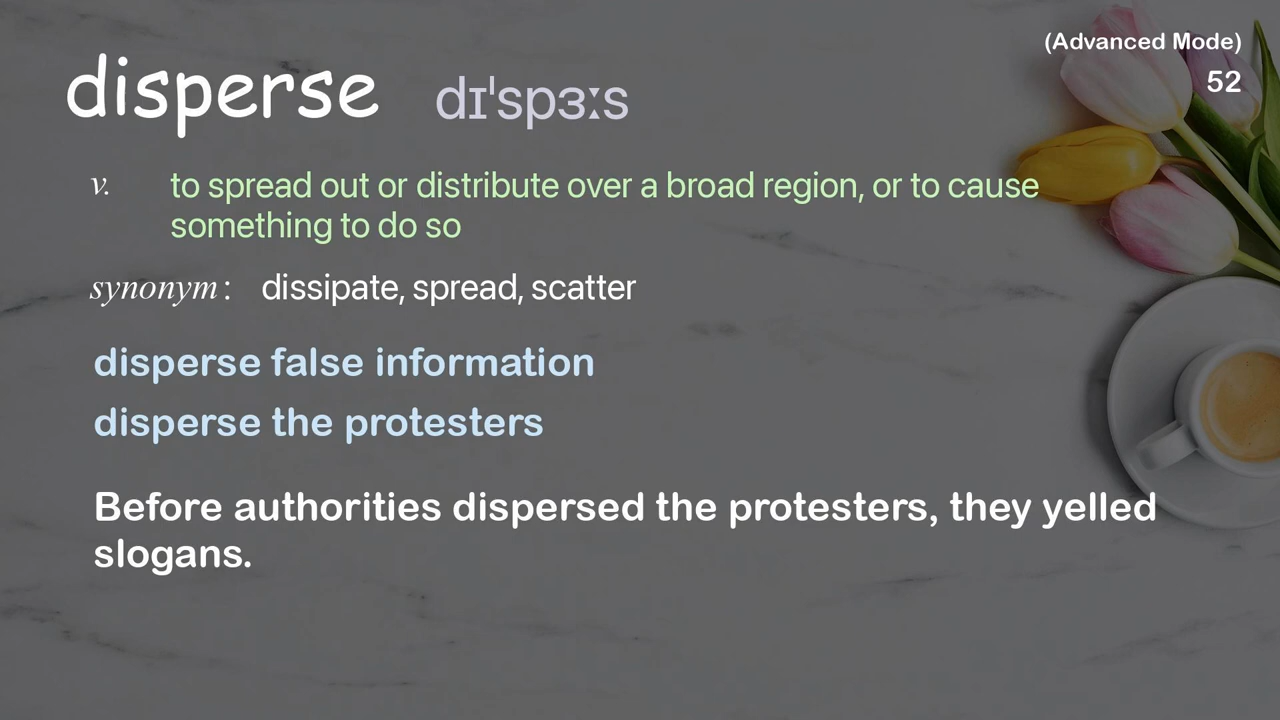 (Advanced Mode)
52
disperse dɪˈspɜːs
v. to spread out or distribute over a broad region, or to cause
something to do so
synonym : dissipate, spread, scatter
disperse false information
disperse the protesters
Before authorities dispersed the protesters, they yelled
slogans.